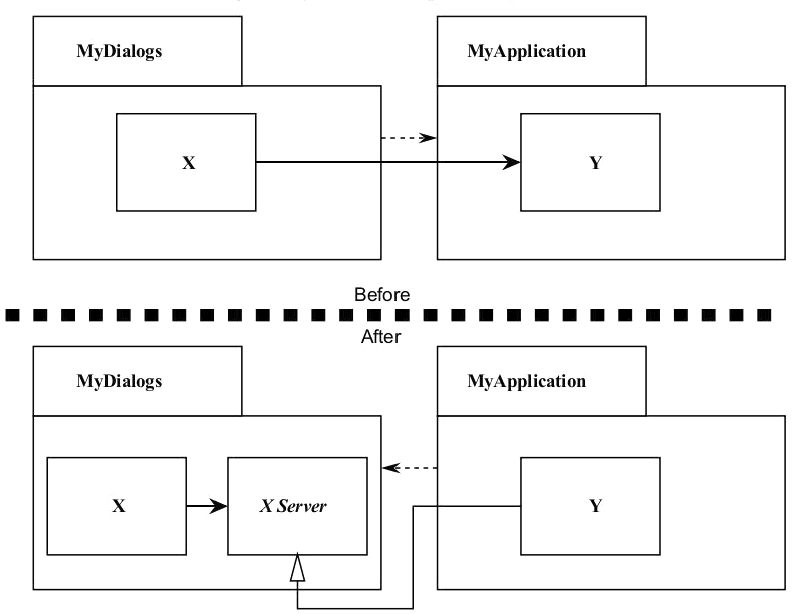 MyDialogs
MyApplication
X
Y
Before
After
MyDialogs
MyApplication
X
X Server
Y